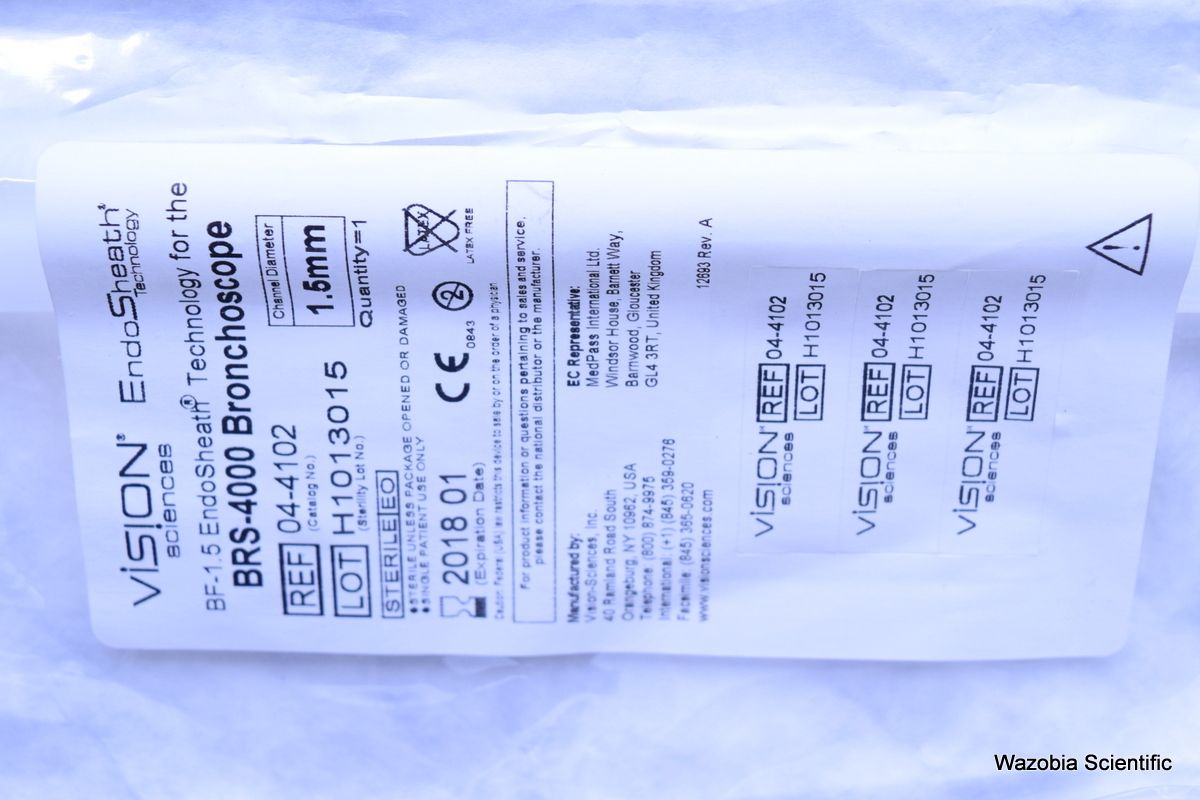 VISION® EndoSheath®
sciences Technology
BF-1.5 EndoSheath® Technology for the
BRS-4000 Bronchoscope
REF 04-4102
(Catalog No.)
Channel Diameter
1.5mm
LOT H1013015
(Sterility Lot No.)
Quantity=1
STERILE EO
●STERILE UNLESS PACKAGE OPENED OR DAMAGED
●SINGLE PATIENT USE ONLY
LATEX
LATEX FREE
2018 01
(Expiration Date)
CE 0843
2
Caution: Federal (USA) law restricts this device to sale by or on the order of a physician.
For product information or questions pertaining to sales and service,
please contact the national distributor or the manufacturer.
Manufactured by:
Vision-Sciences, Inc.
40 Ramland Road South
Orangeburg, NY 10962, USA
Telephone: (800) 874-9975
International: (+1) (845) 359-0276
Facsimile: (845) 365-0620
www.visionsciences.com
EC Representative:
MedPass International Ltd.
Windsor House, Barnett Way,
Barnwood, Gloucester
GL4 3RT, United Kingdom
12693 Rev. A
VISION sciences REF 04-4102
LOT H1013015
VISION sciences REF 04-4102
LOT H1013015
VISION sciences REF 04-4102
LOT H1013015
Wazobia Scientific